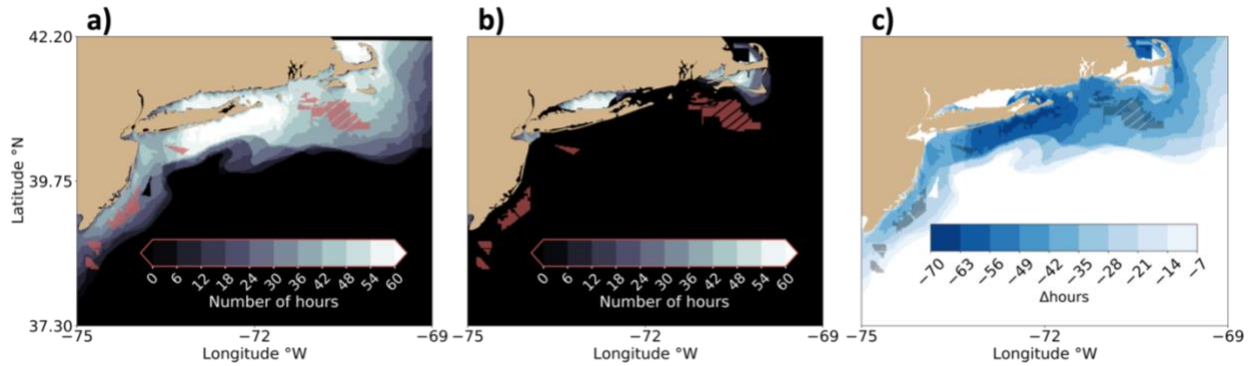 a) b) c)
42.20
39.75
37.30
Latitude °N
0 6 12 18 24 30 36 42 48 54 60
Number of hours
0 6 12 18 24 30 36 42 48 54 60
Number of hours
−70 −63 −56 −49 −42 −35 −28 −21 −14 −7
Δhours
−75 −72 −69
Longitude °W
−75 −72 −69
Longitude °W
−75 −72 −69
Longitude °W